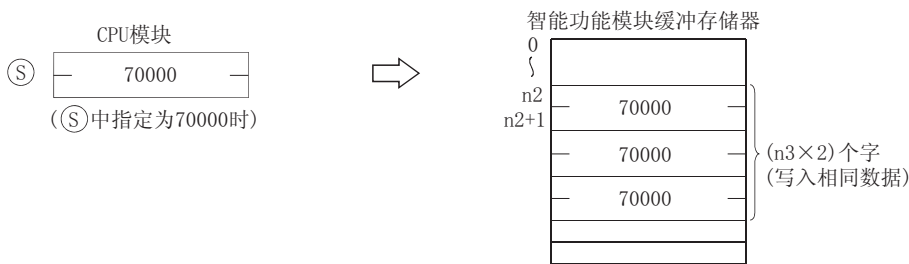 CPU模块
Ⓢ
70000
(Ⓢ中指定为70000时)
智能功能模块缓冲存储器
0
n2
n2+1
70000
70000
70000
(n3×2)个字
(写入相同数据)